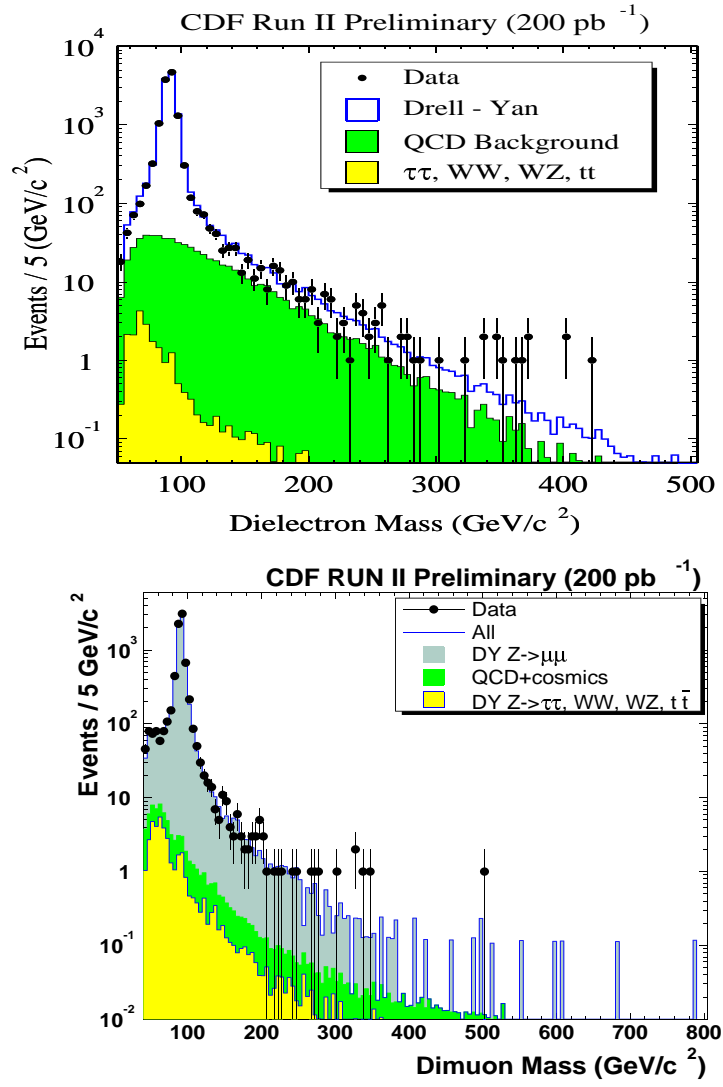 CDF Run II Preliminary (200 pb -1)
Events / 5 (GeV/c 2)
10 4
10 3
10 2
10
1
10 -1
Data
Drell - Yan
QCD Background
ττ, WW, WZ, tt
100 200 300 400 500
Dielectron Mass (GeV/c 2)
CDF RUN II Preliminary (200 pb -1)
Events / 5 GeV/c 2
10 3
10 2
10
1
10 -1
10 -2
Data
All
DY Z->μμ
QCD+cosmics
DY Z->ττ, WW, WZ, t t̅
100 200 300 400 500 600 700 800
Dimuon Mass (GeV/c 2)